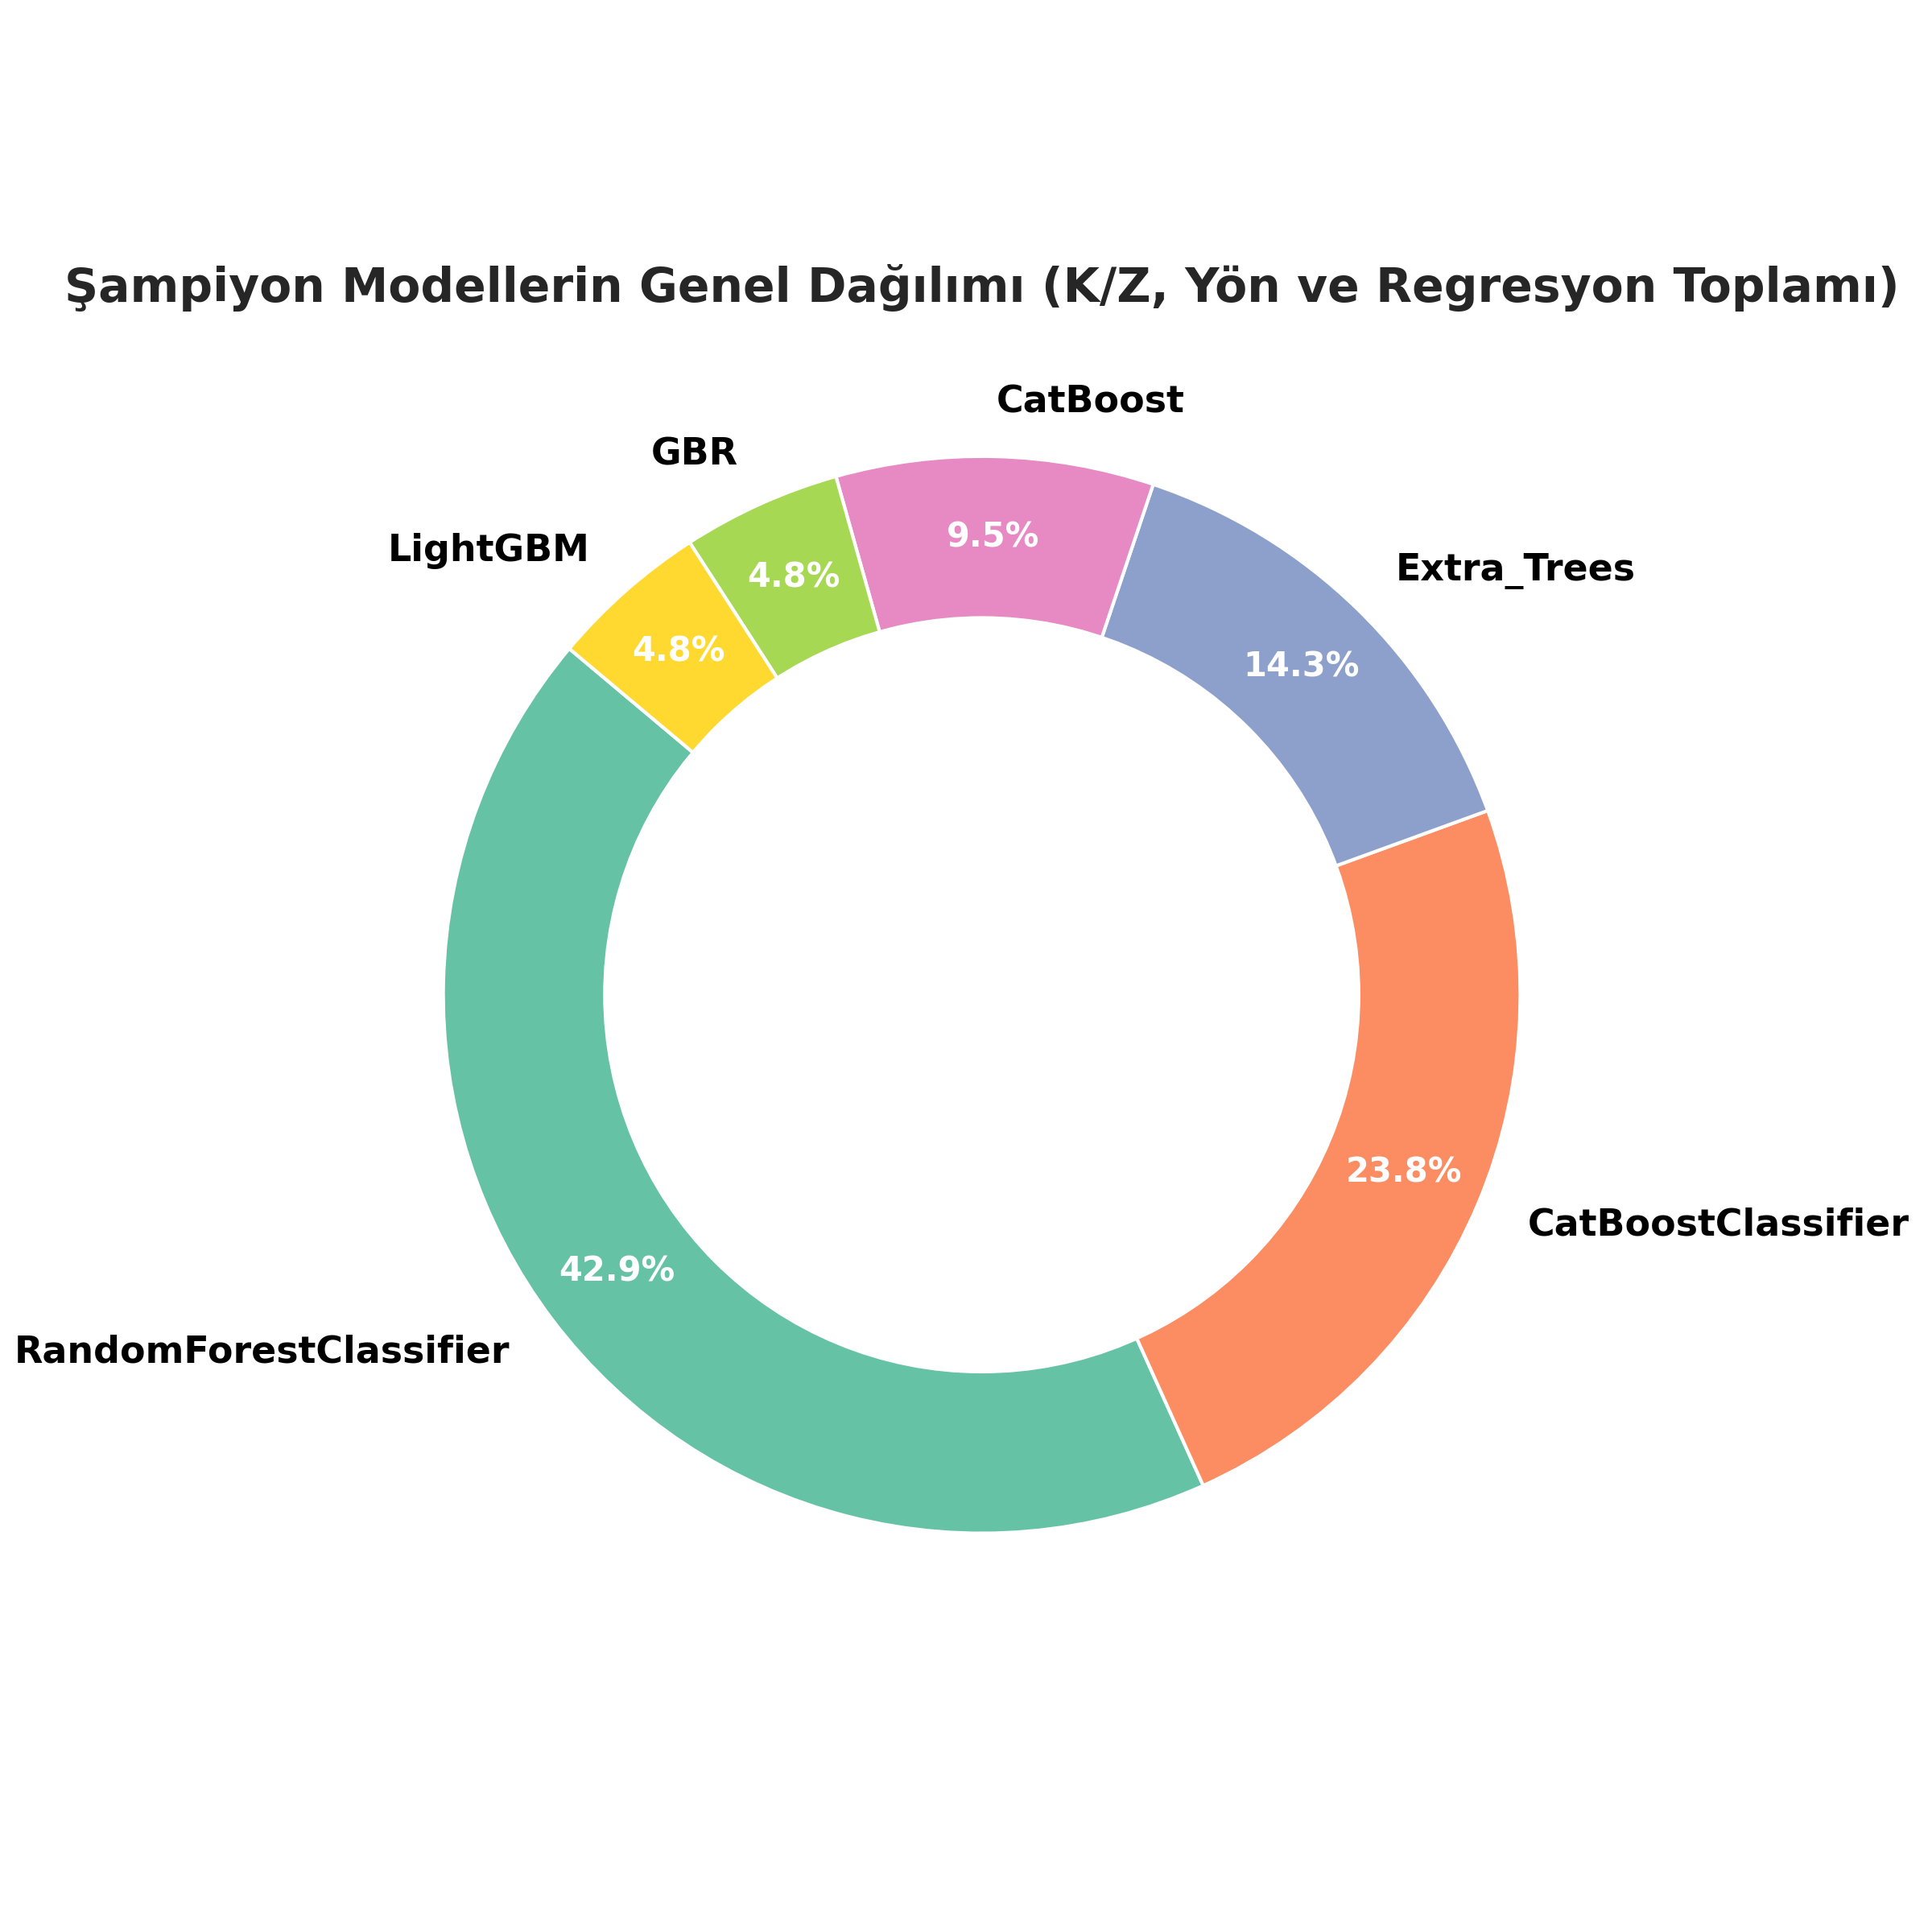 Şampiyon Modellerin Genel Dağılımı (K/Z, Yön ve Regresyon Toplamı)
CatBoost
GBR
9.5%
LightGBM
Extra_Trees
4.8%
4.8%
14.3%
23.8%
CatBoostClassifier
42.9%
RandomForestClassifier